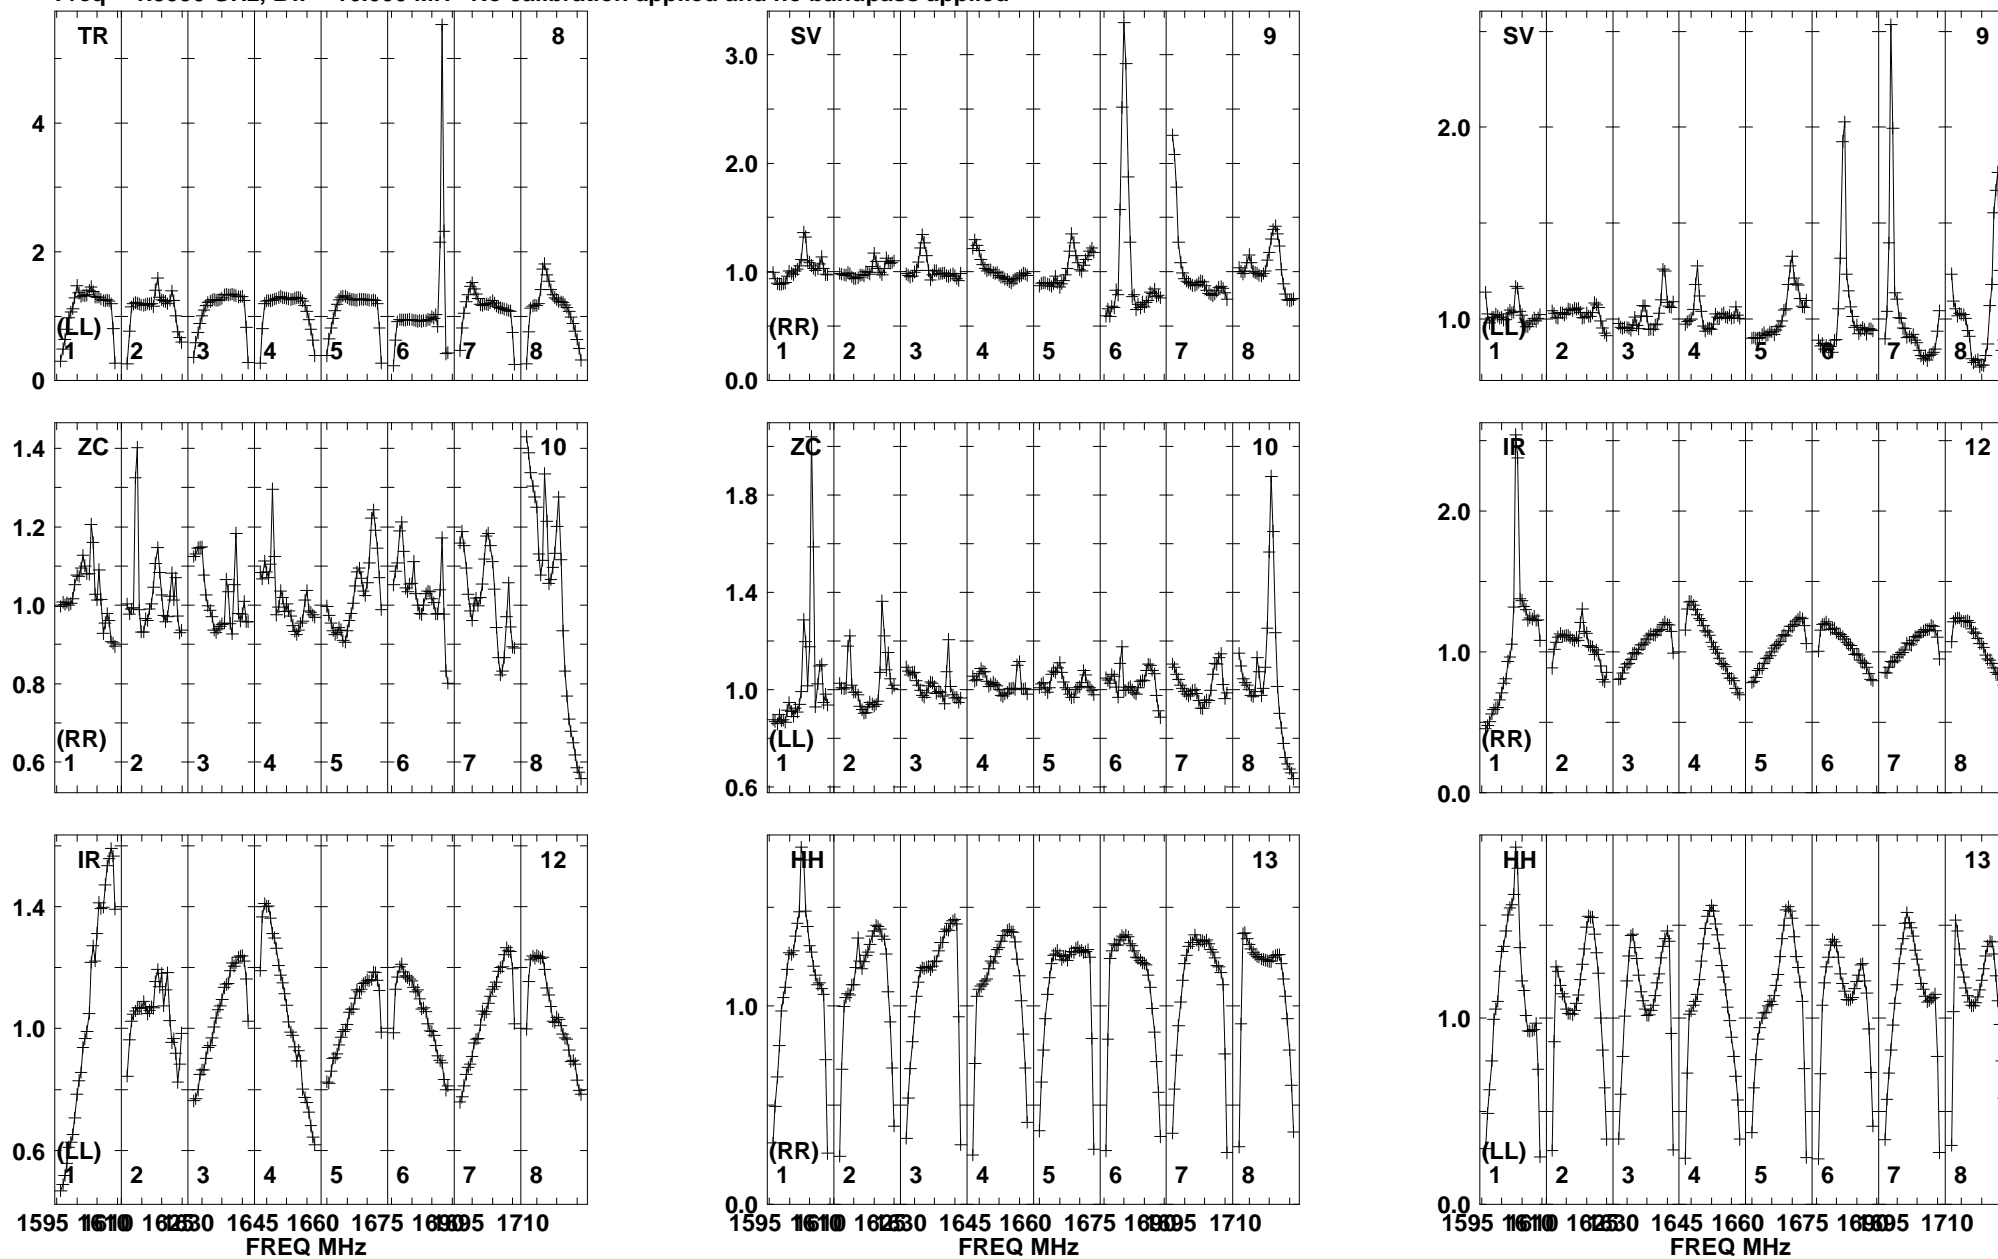 TR 8 SV 9 SV 9
4 3.0 2.0
2 2.0
1.0 1.0
(LL) (RR) (LL)
1 2 3 4 5 6 7 8 1 2 3 4 5 6 7 8 1 2 3 4 5 6 7 8
0 0.0
ZC 10 ZC 10 IR 12
1.4 1.8 2.0
1.2 1.4
1.0 1.0 1.0
0.8
(RR) (LL) (RR)
0.6 1 2 3 4 5 6 7 8 0.6 1 2 3 4 5 6 7 8 0.0 1 2 3 4 5 6 7 8
IR 12 HH 13 HH 13
1.4
1.0 1.0 1.0
0.6 (LL) (RR) (LL)
1 2 3 4 5 6 7 8 1 2 3 4 5 6 7 8 1 2 3 4 5 6 7 8
0.0 0.0
1595 1610 1645 1660 1675 1710 1595 1610 1645 1660 1675 1710 1595 1610 1645 1660 1675 1710
FREQ MHz FREQ MHz FREQ MHz